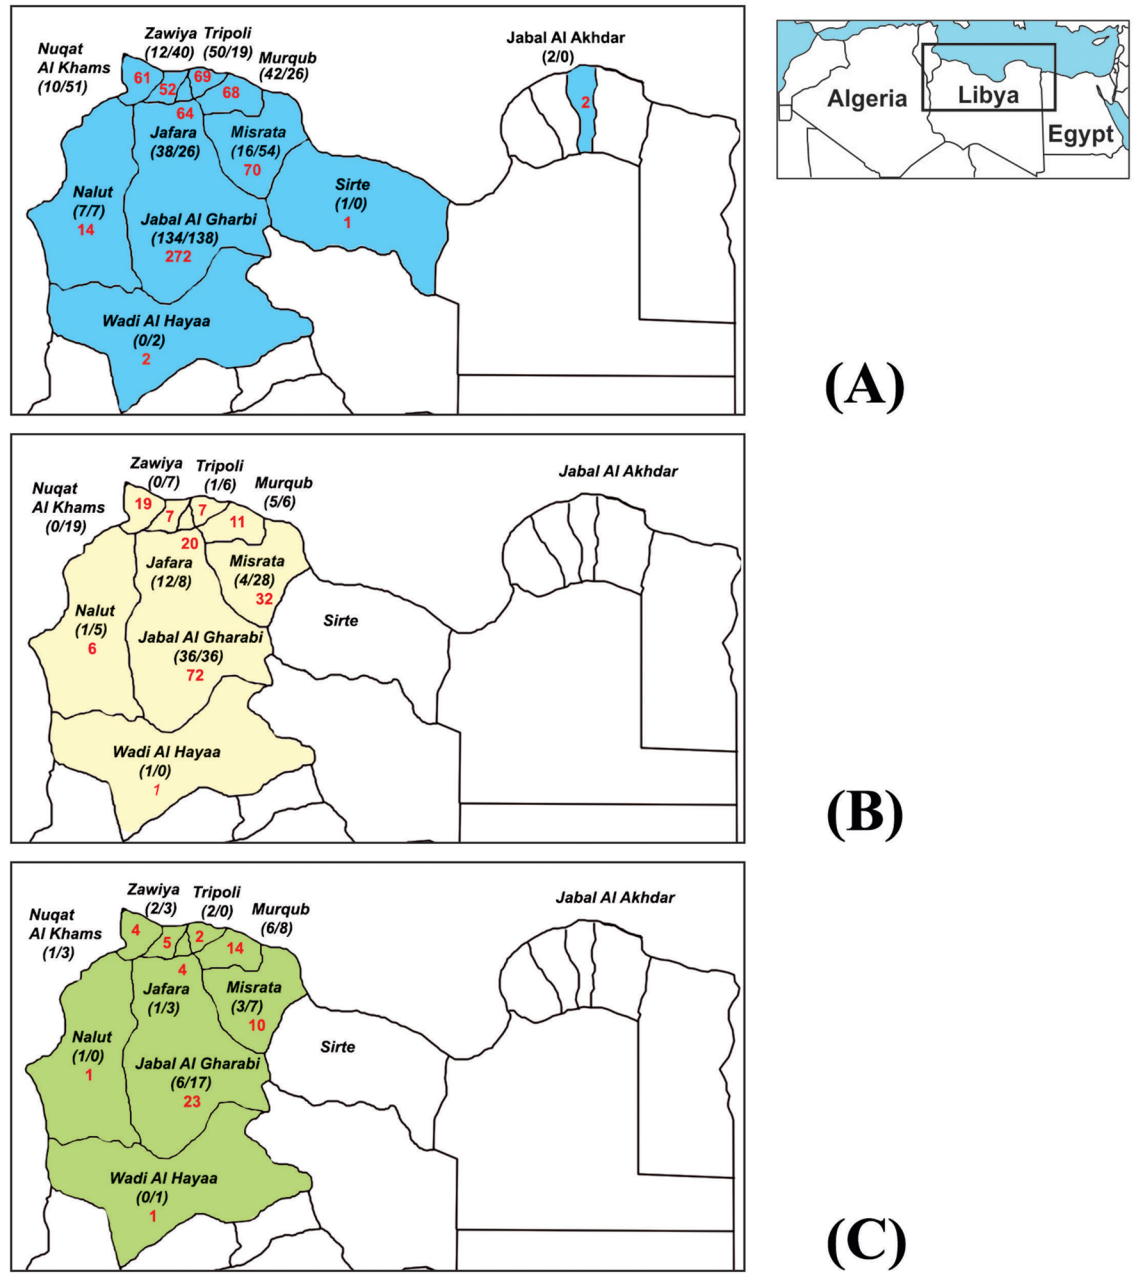 Zawiya
(12/40)
Tripoli
(50/19)
Nuqat
Al Khams
(10/51)
Murqub
(42/26)
Jabal Al Akhdar
(2/0)
61
52
69
68
64
2
Jafara
(38/26)
Misrata
(16/54)
70
Nalut
(7/7)
14
Sirte
(1/0)
1
Jabal Al Gharbi
(134/138)
272
Wadi Al Hayaa
(0/2)
2
Algeria
Libya
Egypt
(A)
Zawiya
(0/7)
Tripoli
(1/6)
Nuqat
Al Khams
(0/19)
Murqub
(5/6)
Jabal Al Akhdar
19
7
7
11
20
Jafara
(12/8)
Misrata
(4/28)
32
Nalut
(1/5)
6
Sirte
Jabal Al Gharabi
(36/36)
72
Wadi Al Hayaa
(1/0)
1
(B)
Zawiya
(2/3)
Tripoli
(2/0)
Nuqat
Al Khams
(1/3)
Murqub
(6/8)
Jabal Al Akhdar
4
5
2
14
4
Jafara
(1/3)
Misrata
(3/7)
10
Nalut
(1/0)
1
Sirte
Jabal Al Gharabi
(6/17)
23
Wadi Al Hayaa
(0/1)
1
(C)